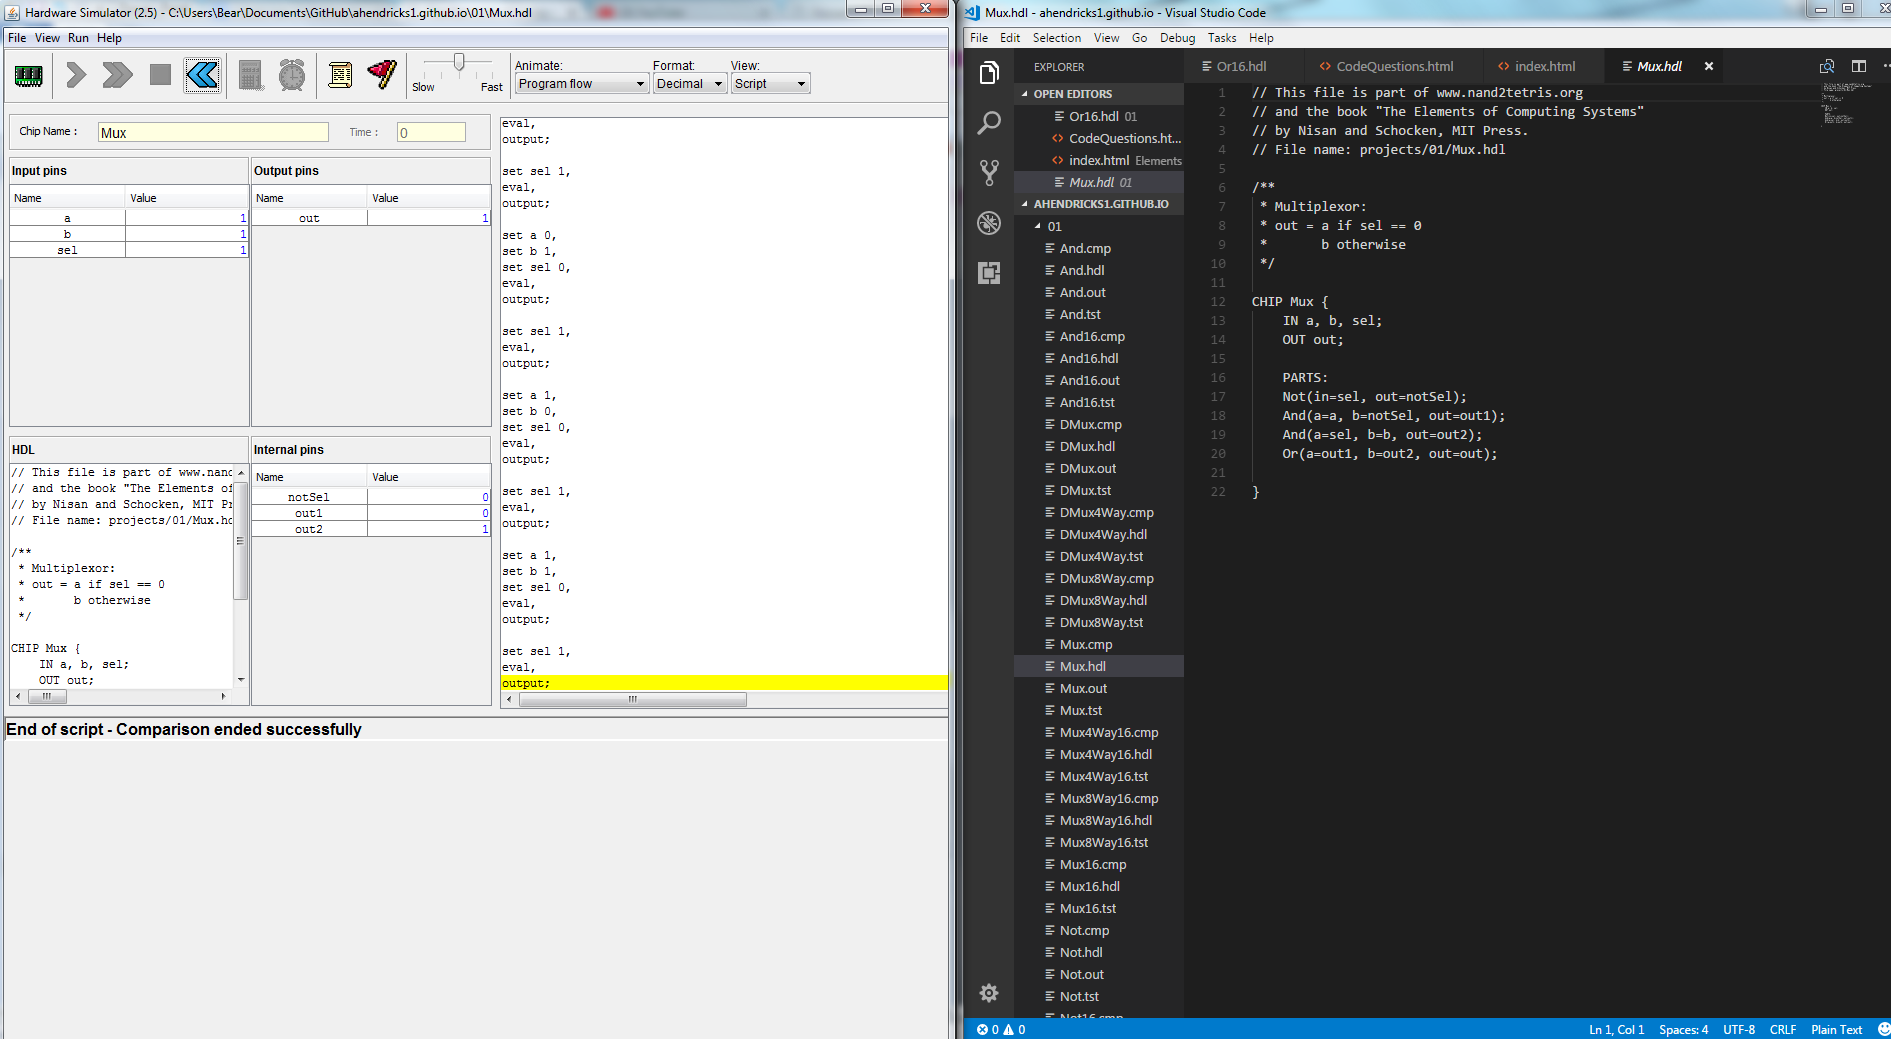 Hardware Simulator (2.5) - C:\Users\Bear\Documents\GitHub\ahendricks1.github.io\01\Mux.hdl
File View Run Help
Slow Fast
Animate: Format: View:
Program flow Decimal Script
Chip Name : Mux Time : 0
Input pins
Name Value
a 1
b 1
sel 1
Output pins
Name Value
out 1
HDL
// This file is part of www.nand
// and the book "The Elements of
// by Nisan and Schocken, MIT Pr
// File name: projects/01/Mux.hd
/**
* Multiplexor:
* out = a if sel == 0
* b otherwise
*/
CHIP Mux {
IN a, b, sel;
OUT out;
Internal pins
Name Value
notSel 0
out1 0
out2 1
eval,
output;
set sel 1,
eval,
output;
set a 0,
set b 1,
set sel 0,
eval,
output;
set sel 1,
eval,
output;
set a 1,
set b 0,
set sel 0,
eval,
output;
set sel 1,
eval,
output;
set a 1,
set b 1,
set sel 0,
eval,
output;
set sel 1,
eval,
output;
End of script - Comparison ended successfully
Mux.hdl - ahendricks1.github.io - Visual Studio Code
File Edit Selection View Go Debug Tasks Help
EXPLORER
OPEN EDITORS
Or16.hdl 01
CodeQuestions.ht...
index.html Elements
Mux.hdl 01
AHENDRICKS1.GITHUB.IO
01
And.cmp
And.hdl
And.out
And.tst
And16.cmp
And16.hdl
And16.out
And16.tst
DMux.cmp
DMux.hdl
DMux.out
DMux.tst
DMux4Way.cmp
DMux4Way.hdl
DMux4Way.tst
DMux8Way.cmp
DMux8Way.hdl
DMux8Way.tst
Mux.cmp
Mux.hdl
Mux.out
Mux.tst
Mux4Way16.cmp
Mux4Way16.hdl
Mux4Way16.tst
Mux8Way16.cmp
Mux8Way16.hdl
Mux8Way16.tst
Mux16.cmp
Mux16.hdl
Mux16.tst
Not.cmp
Not.hdl
Not.out
Not.tst
Not16.cmp
Or16.hdl CodeQuestions.html index.html Mux.hdl
1 // This file is part of www.nand2tetris.org
2 // and the book "The Elements of Computing Systems"
3 // by Nisan and Schocken, MIT Press.
4 // File name: projects/01/Mux.hdl
5
6 /**
7 * Multiplexor:
8 * out = a if sel == 0
9 * b otherwise
10 */
11
12 CHIP Mux {
13 IN a, b, sel;
14 OUT out;
15
16 PARTS:
17 Not(in=sel, out=notSel);
18 And(a=a, b=notSel, out=out1);
19 And(a=sel, b=b, out=out2);
20 Or(a=out1, b=out2, out=out);
21
22 }
0 0 Ln 1, Col 1 Spaces: 4 UTF-8 CRLF Plain Text